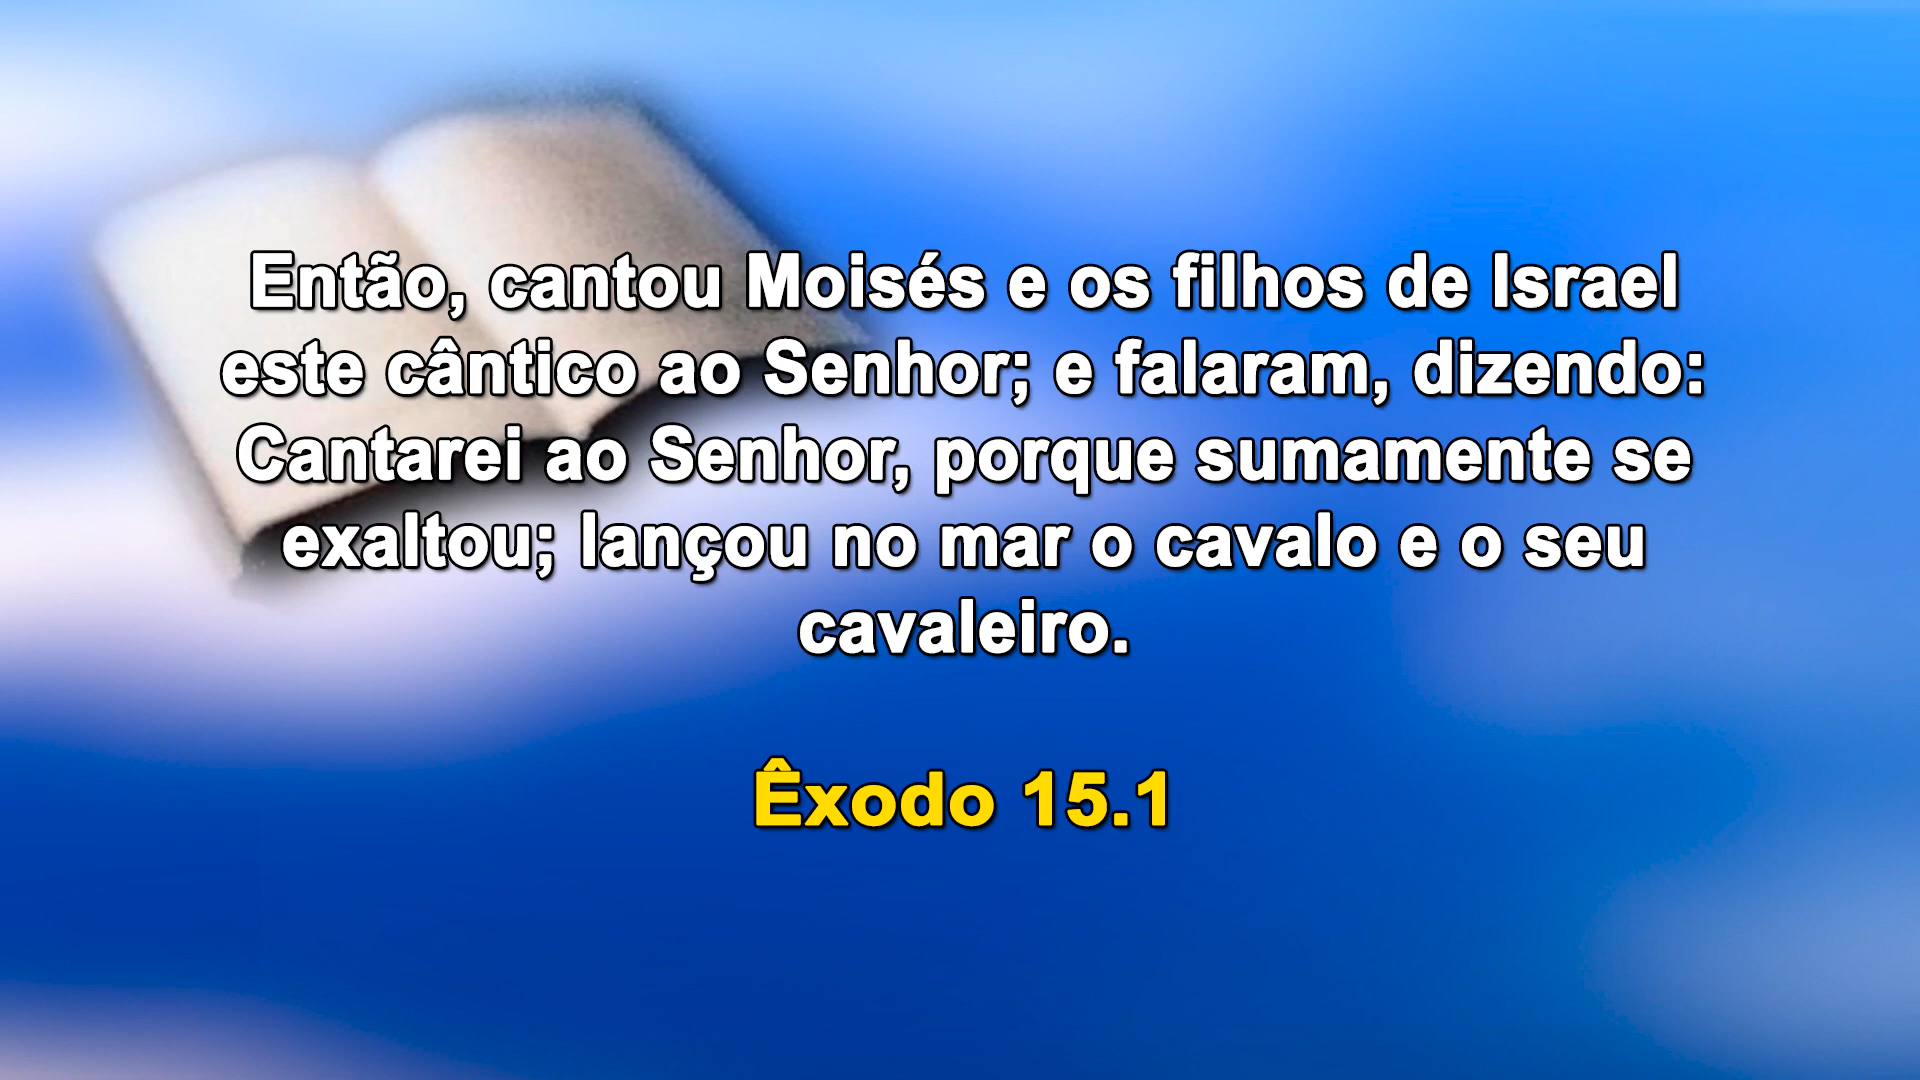 Então, cantou Moisés e os filhos de Israel
este cântico ao Senhor; e falaram, dizendo:
Cantarei ao Senhor, porque sumamente se
exaltou; lançou no mar o cavalo e o seu
cavaleiro.
Êxodo 15.1